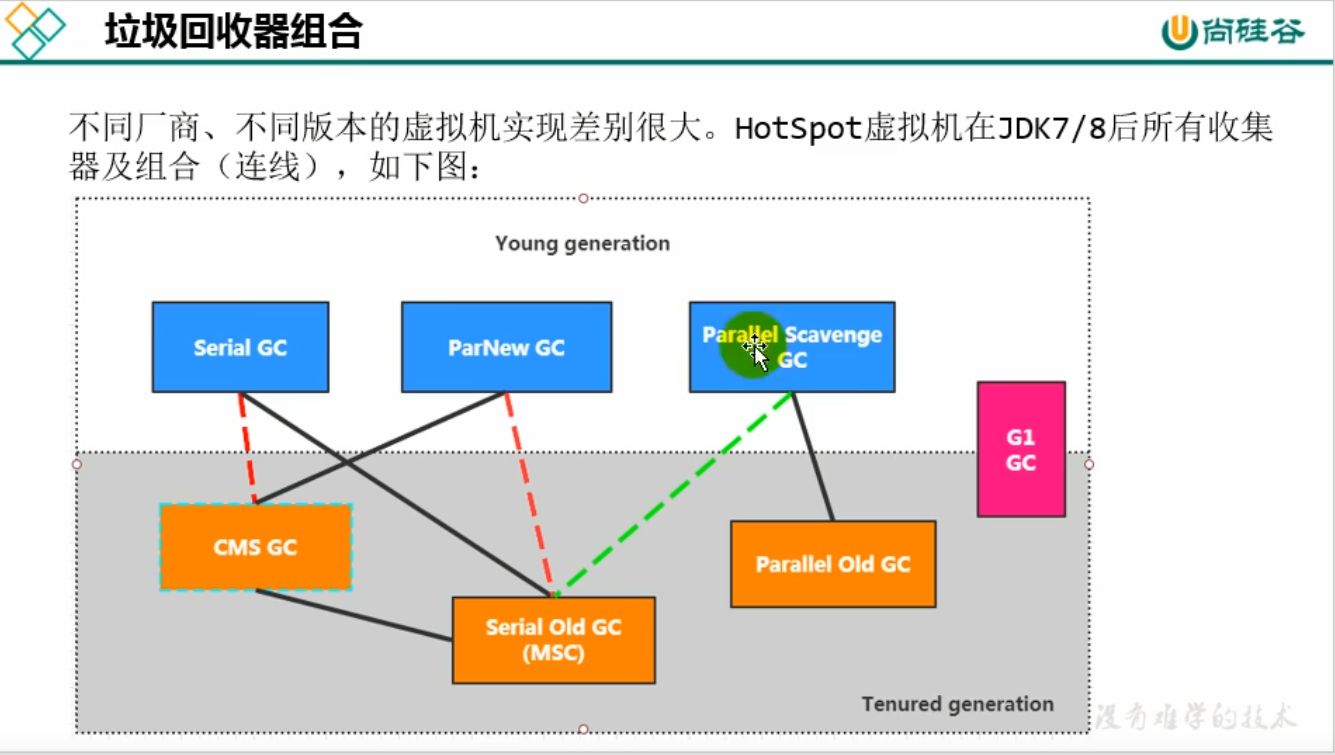 垃圾回收器组合
尚硅谷
不同厂商、不同版本的虚拟机实现差别很大。HotSpot虚拟机在JDK7/8后所有收集
器及组合（连线），如下图：
Young generation
Serial GC
ParNew GC
Parallel Scavenge
GC
G1
GC
CMS GC
Parallel Old GC
Serial Old GC
(MSC)
Tenured generation
没有难学的技术